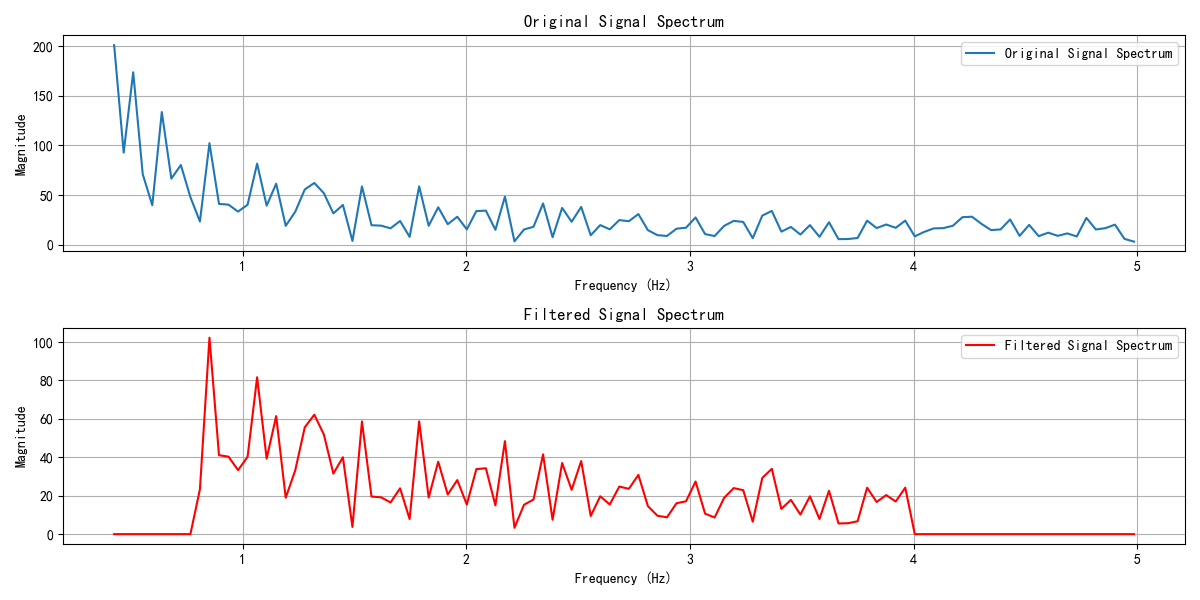 Original Signal Spectrum
200
150
100
50
0
Magnitude
Original Signal Spectrum
1
2
3
4
5
Frequency (Hz)
Filtered Signal Spectrum
100
80
60
40
20
0
Magnitude
Filtered Signal Spectrum
1
2
3
4
5
Frequency (Hz)